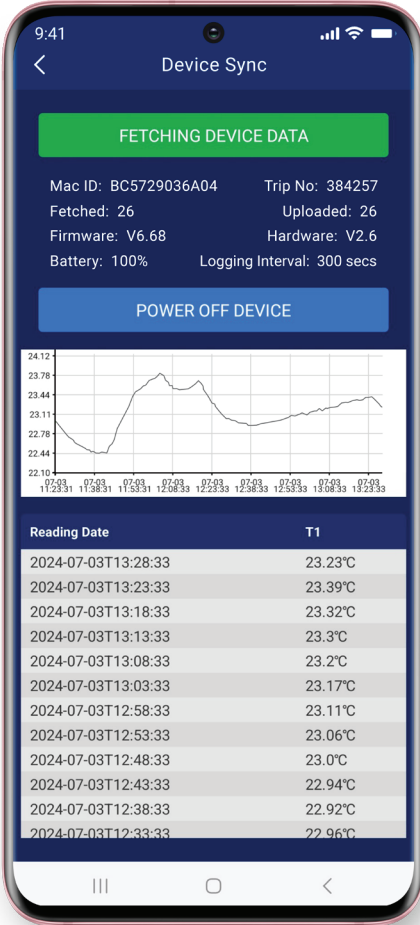 9:41
Device Sync
FETCHING DEVICE DATA
Mac ID: BC5729036A04 Trip No: 384257
Fetched: 26 Uploaded: 26
Firmware: V6.68 Hardware: V2.6
Battery: 100% Logging Interval: 300 secs
POWER OFF DEVICE
24.12
23.78
23.44
23.11
22.78
22.44
22.10
07-03 07-03 07-03 07-03 07-03 07-03 07-03 07-03 07-03
11:23:31 11:38:31 11:53:31 12:08:33 12:23:33 12:38:33 12:53:33 13:08:33 13:23:33
Reading Date T1
2024-07-03T13:28:33 23.23℃
2024-07-03T13:23:33 23.39℃
2024-07-03T13:18:33 23.32℃
2024-07-03T13:13:33 23.3℃
2024-07-03T13:08:33 23.2℃
2024-07-03T13:03:33 23.17℃
2024-07-03T12:58:33 23.11℃
2024-07-03T12:53:33 23.06℃
2024-07-03T12:48:33 23.0℃
2024-07-03T12:43:33 22.94℃
2024-07-03T12:38:33 22.92℃
2024-07-03T12:33:33 22.96℃